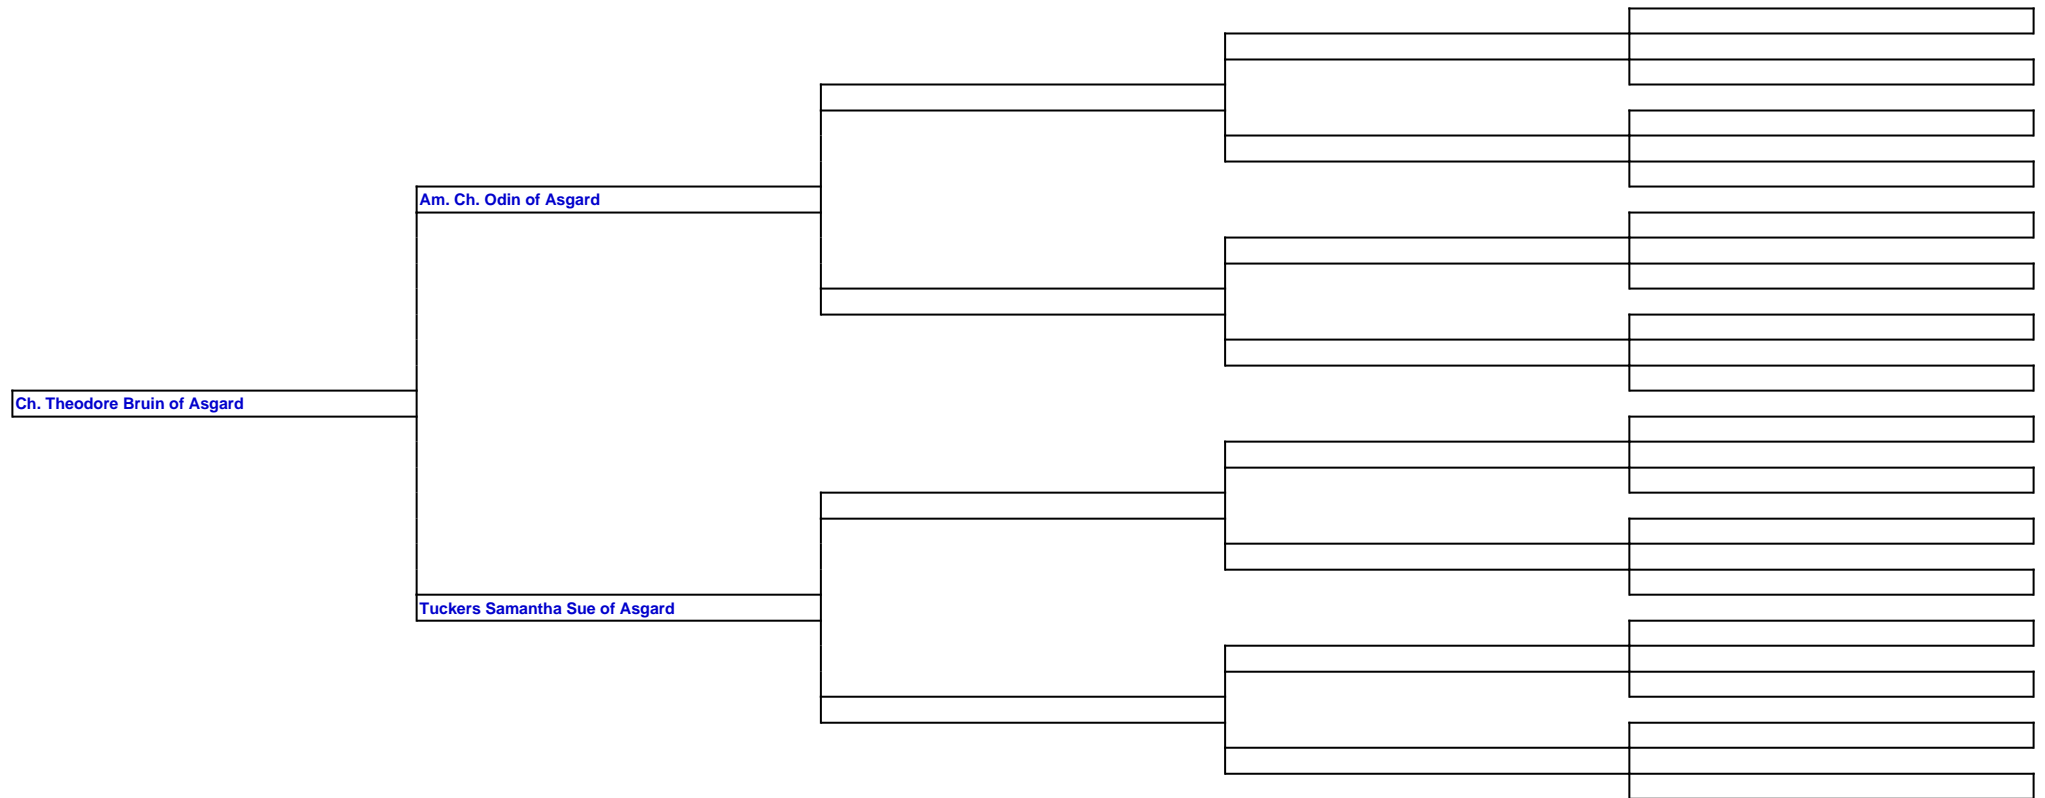 Am. Ch. Odin of Asgard
Ch. Theodore Bruin of Asgard
Tuckers Samantha Sue of Asgard